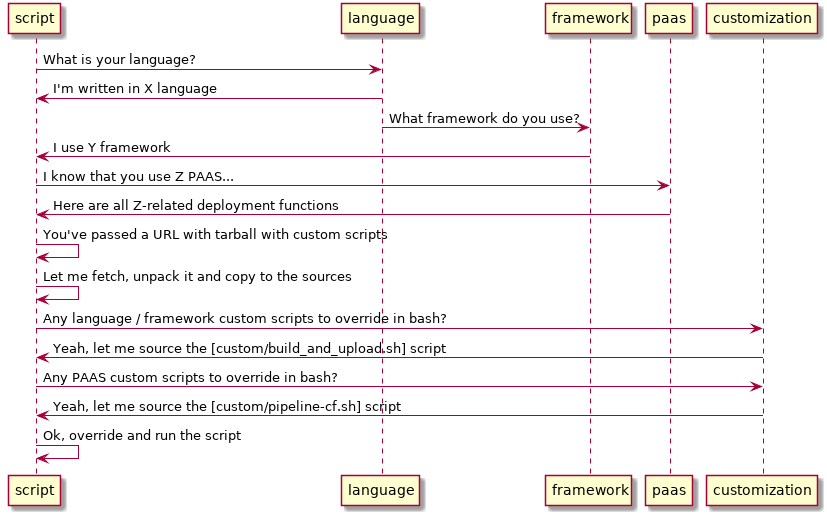 script language framework paas customization
What is your language?
I'm written in X language
What framework do you use?
I use Y framework
I know that you use Z PAAS...
Here are all Z-related deployment functions
You've passed a URL with tarball with custom scripts
Let me fetch, unpack it and copy to the sources
Any language / framework custom scripts to override in bash?
Yeah, let me source the [custom/build_and_upload.sh] script
Any PAAS custom scripts to override in bash?
Yeah, let me source the [custom/pipeline-cf.sh] script
Ok, override and run the script
script language framework paas customization